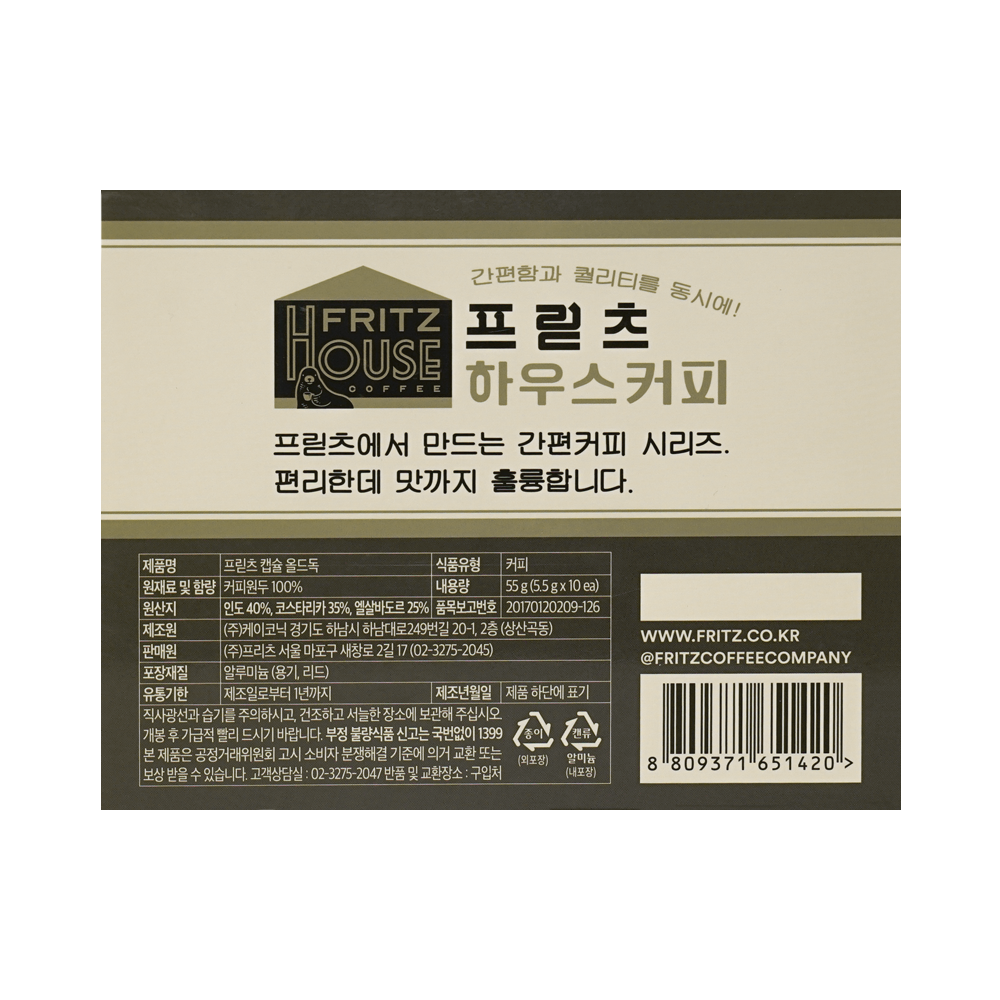 간편함과 퀄리티를 동시에!
FRITZ
HOUSE
COFFEE
프릳츠
하우스커피
프릳츠에서 만드는 간편커피 시리즈.
편리한데 맛까지 훌륭합니다.
제품명 프릳츠 캡슐 올드독 식품유형 커피
원재료 및 함량 커피원두 100% 내용량 55 g (5.5 g x 10 ea)
원산지 인도 40%, 코스타리카 35%, 엘살바도르 25% 품목보고번호 20170120209-126
제조원 (주)케이코닉 경기도 하남시 하남대로249번길 20-1, 2층 (상산곡동)
판매원 (주)프리츠 서울 마포구 새창로 2길 17 (02-3275-2045)
포장재질 알루미늄 (용기, 리드)
유통기한 제조일로부터 1년까지 제조년월일 제품 하단에 표기
직사광선과 습기를 주의하시고, 건조하고 서늘한 장소에 보관해 주십시오
개봉 후 가급적 빨리 드시기 바랍니다. 부정 불량식품 신고는 국번없이 1399
본 제품은 공정거래위원회 고시 소비자 분쟁해결 기준에 의거 교환 또는
보상 받을 수 있습니다. 고객상담실 : 02-3275-2047 반품 및 교환장소 : 구입처
종이
(외포장)
캔류
알미늄
(내포장)
WWW.FRITZ.CO.KR
@FRITZCOFFEECOMPANY
8 809371 651420 >